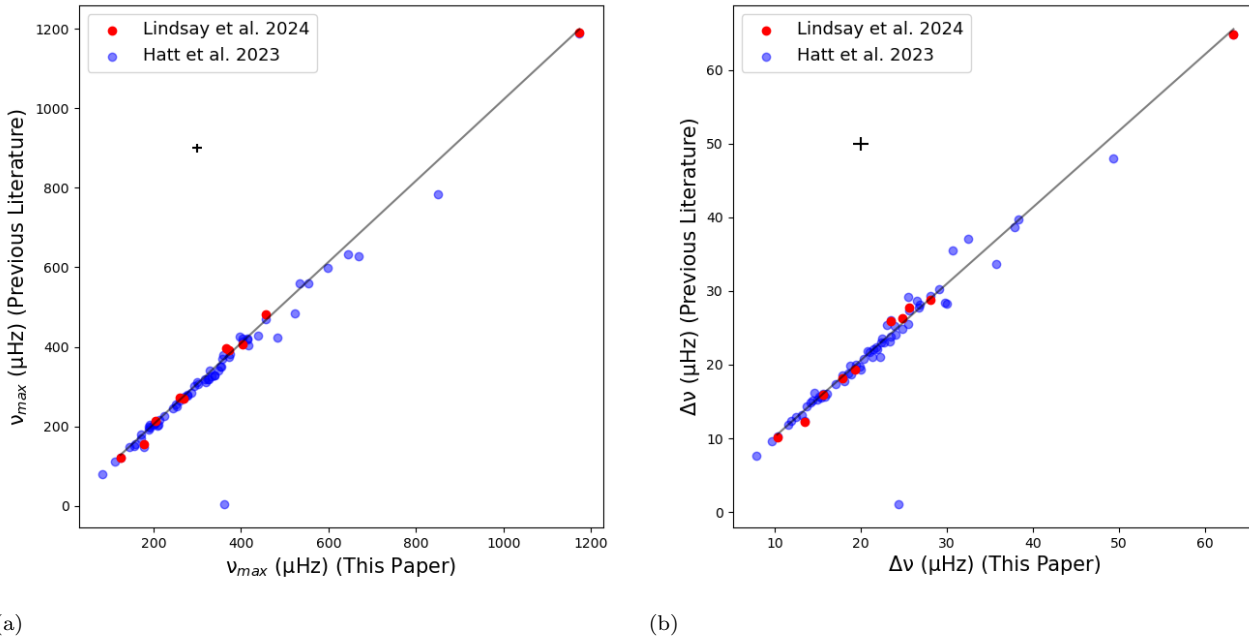 Lindsay et al. 2024
Hatt et al. 2023
1200
1000
800
600
400
200
0
200 400 600 800 1000 1200
ν_max (μHz) (Previous Literature)
ν_max (μHz) (This Paper)
(a)
Lindsay et al. 2024
Hatt et al. 2023
60
50
40
30
20
10
0
10 20 30 40 50 60
Δν (μHz) (Previous Literature)
Δν (μHz) (This Paper)
(b)